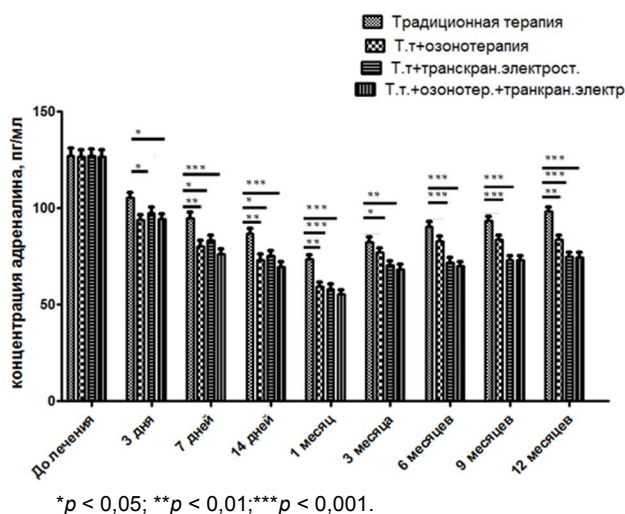 Традиционная терапия
Т.т+озонотерапия
Т.т+транскран.электрост.
Т.т.+озонотер.+транкран.электр
концентрация адреналина, пг/мл
150
100
50
0
* *
*** * **
*** * **
*** *** **
** *
*** ***
*** ***
*** *** **
До лечения
3 дня
7 дней
14 дней
1 месяц
3 месяца
6 месяцев
9 месяцев
12 месяцев
*p < 0,05; **p < 0,01;***p < 0,001.